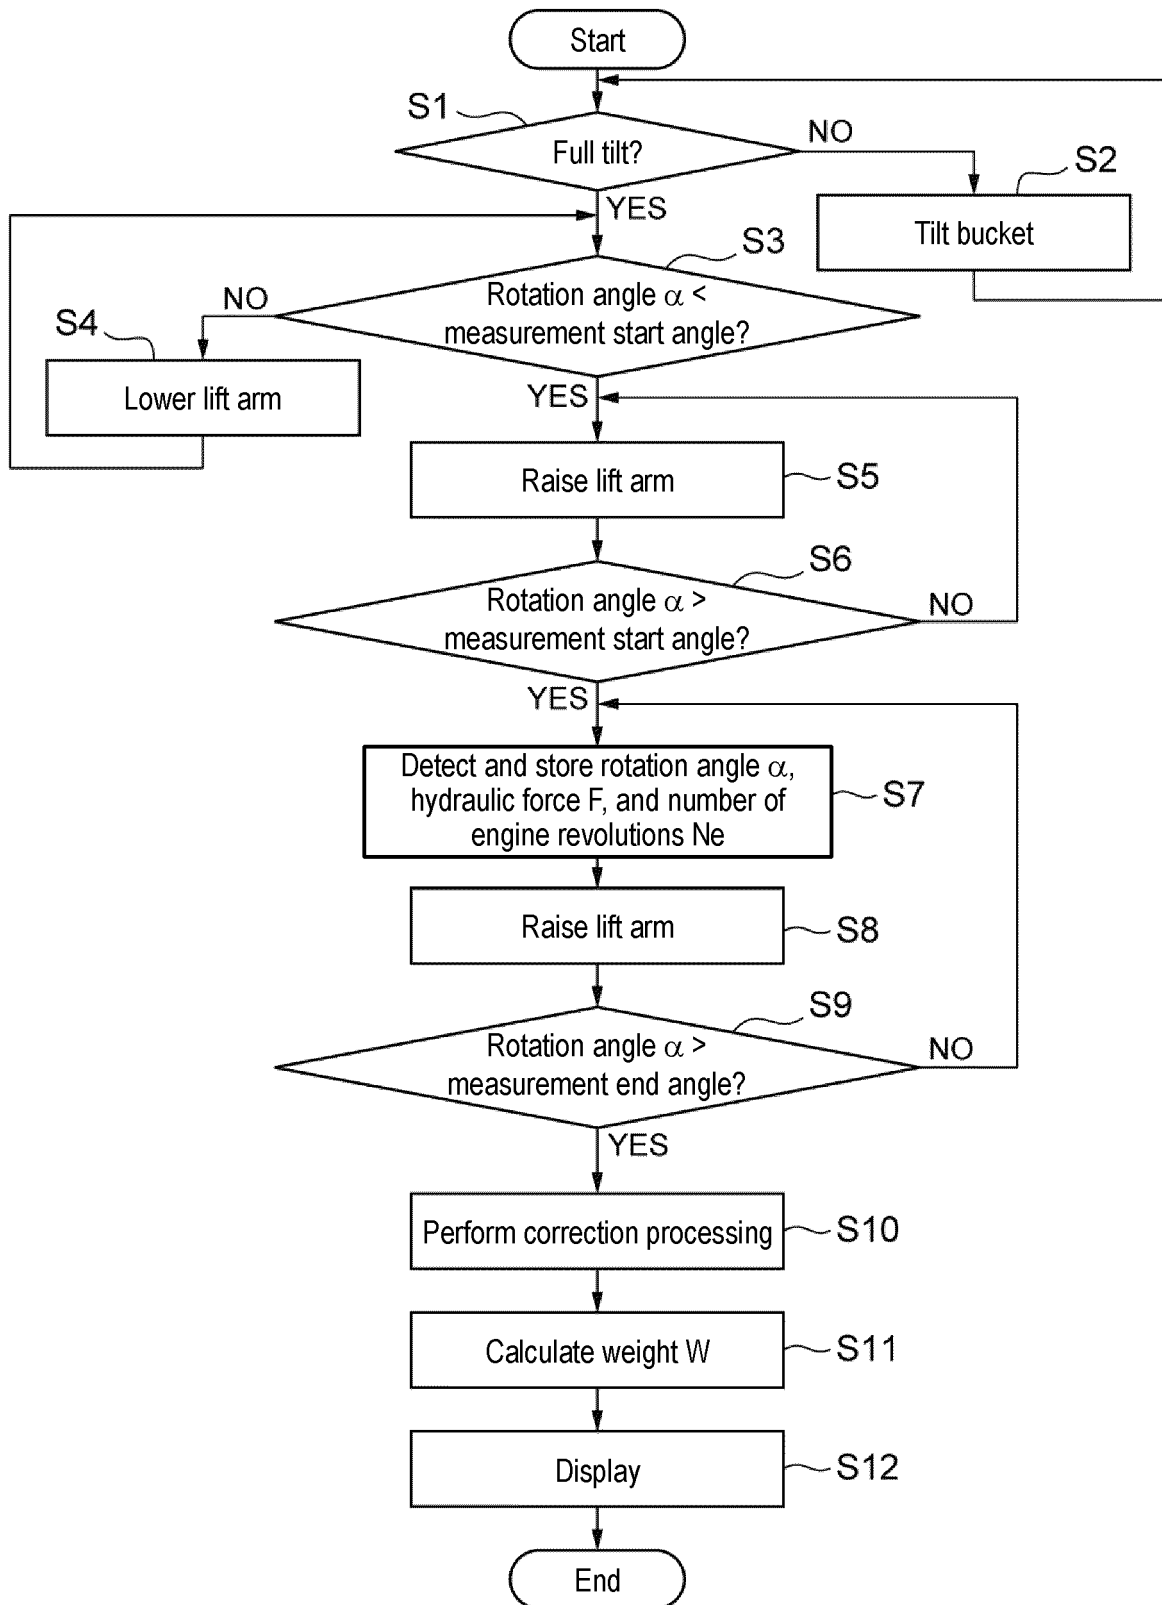 Start
S1
Full tilt?
NO
S2
Tilt bucket
YES
S3
Rotation angle α <
measurement start angle?
NO
S4
Lower lift arm
YES
Raise lift arm
S5
S6
Rotation angle α >
measurement start angle?
NO
YES
Detect and store rotation angle α,
hydraulic force F, and number of
engine revolutions Ne
S7
Raise lift arm
S8
S9
Rotation angle α >
measurement end angle?
NO
YES
Perform correction processing
S10
Calculate weight W
S11
Display
S12
End